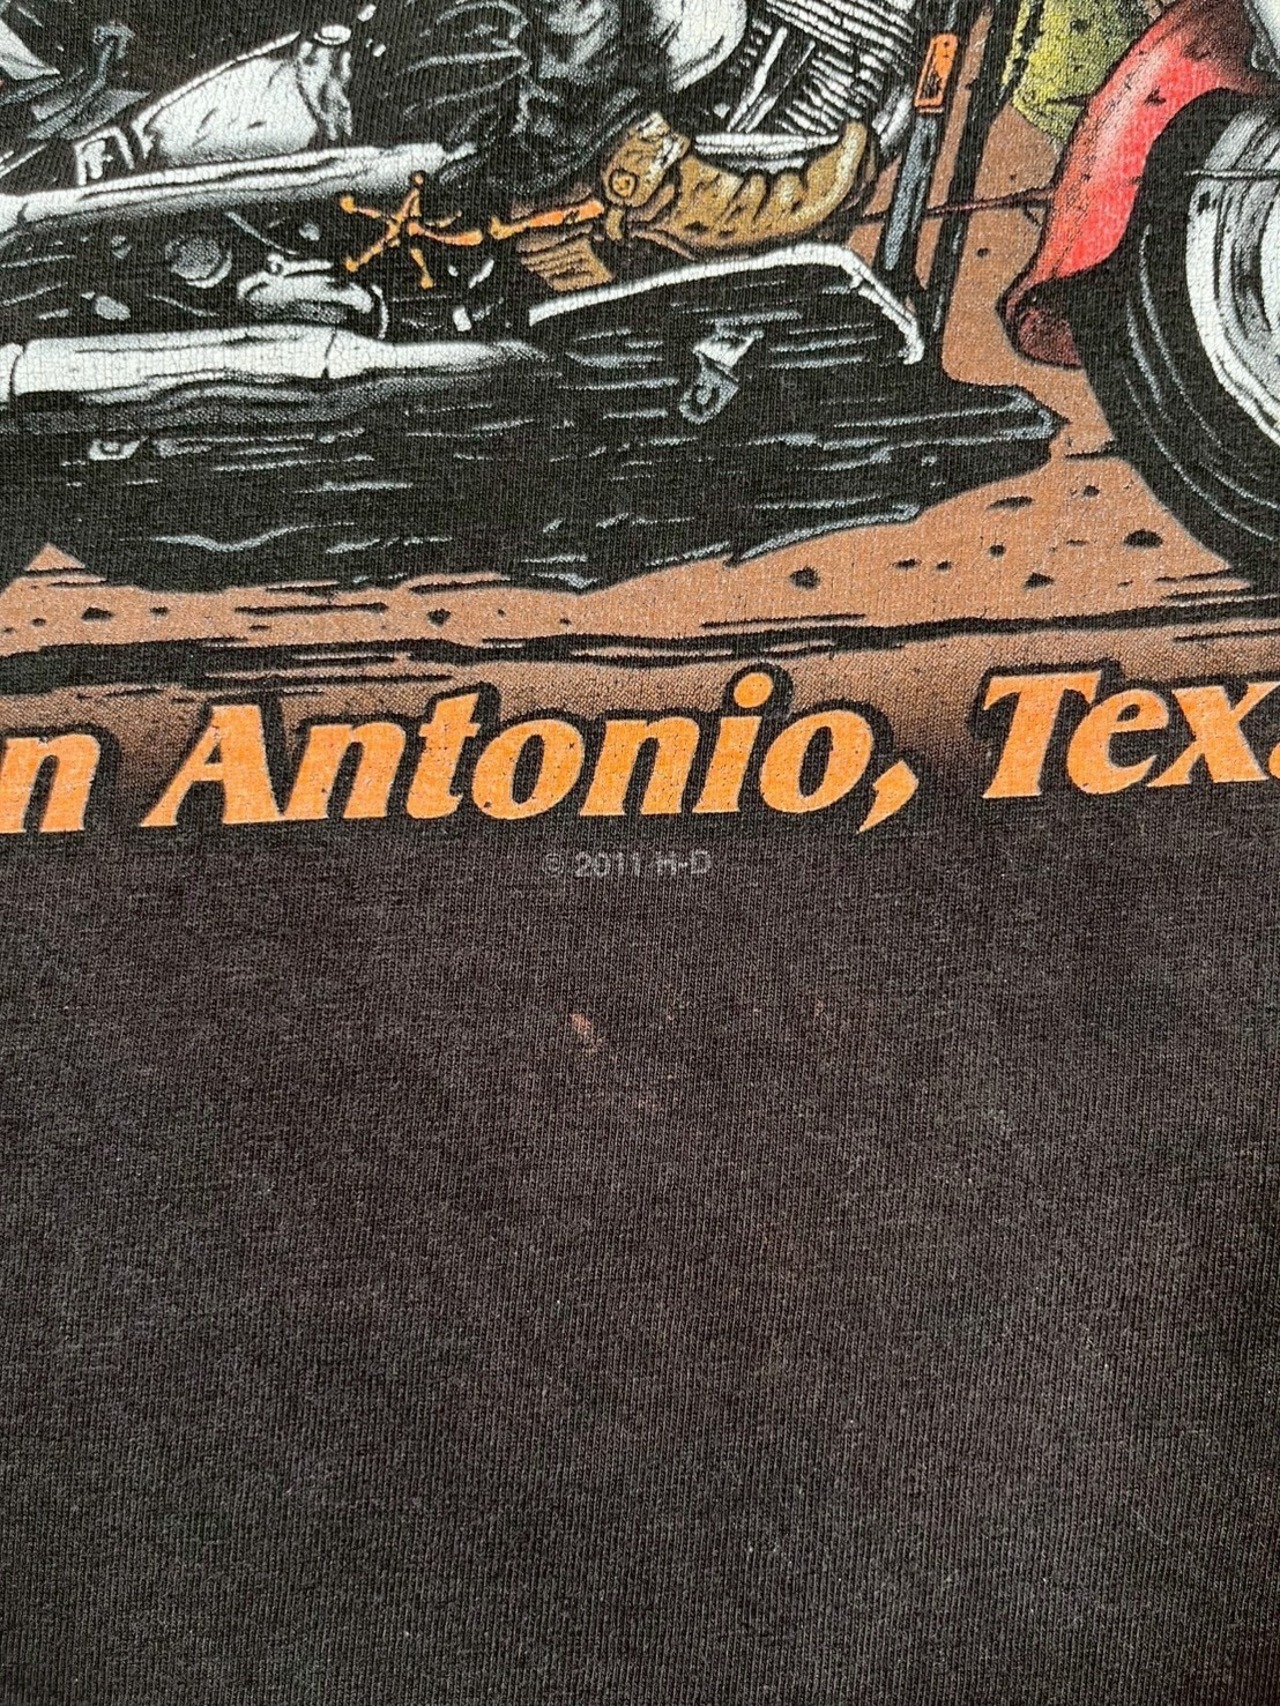 n Antonio, Tex
© 2011 H-D